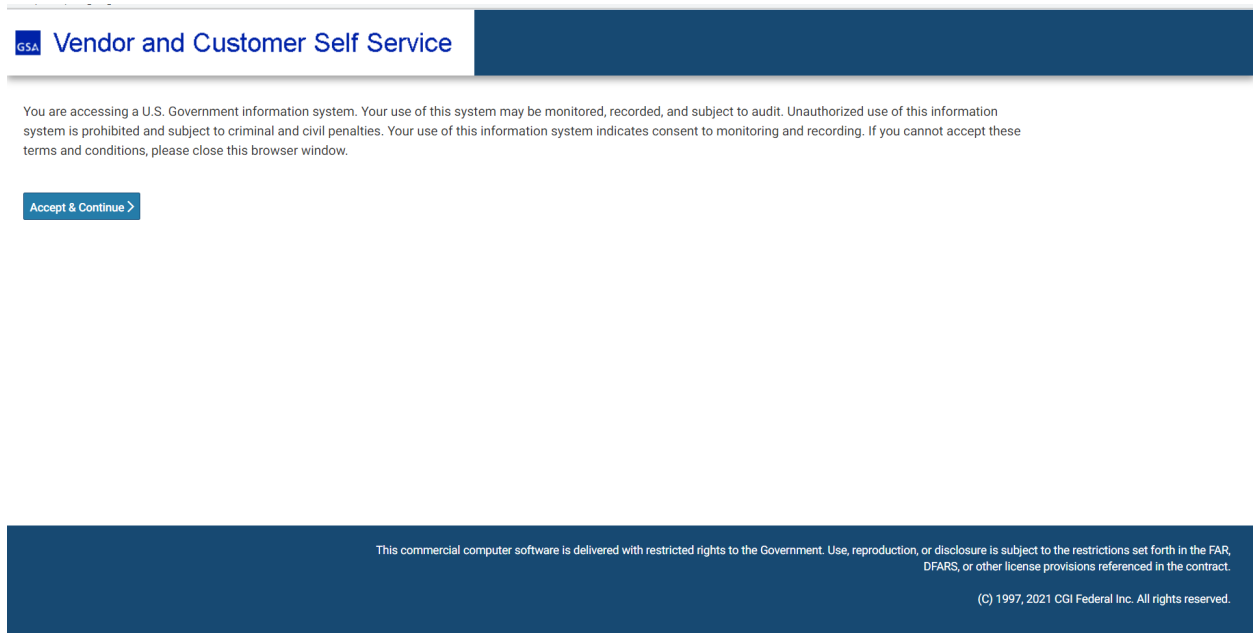 GSA Vendor and Customer Self Service
You are accessing a U.S. Government information system. Your use of this system may be monitored, recorded, and subject to audit. Unauthorized use of this information
system is prohibited and subject to criminal and civil penalties. Your use of this information system indicates consent to monitoring and recording. If you cannot accept these
terms and conditions, please close this browser window.
Accept & Continue
This commercial computer software is delivered with restricted rights to the Government. Use, reproduction, or disclosure is subject to the restrictions set forth in the FAR,
DFARS, or other license provisions referenced in the contract.
(C) 1997, 2021 CGI Federal Inc. All rights reserved.